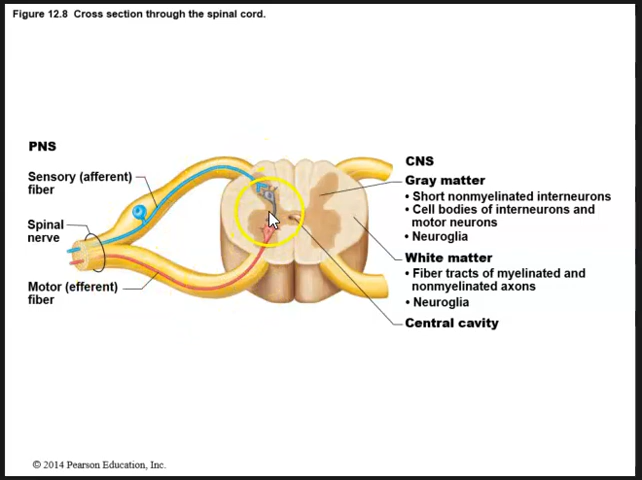 Figure 12.8  Cross section through the spinal cord.
PNS
Sensory (afferent)
fiber
Spinal
nerve
Motor (efferent)
fiber
CNS
Gray matter
• Short nonmyelinated interneurons
• Cell bodies of interneurons and
motor neurons
• Neuroglia
White matter
• Fiber tracts of myelinated and
nonmyelinated axons
• Neuroglia
Central cavity
© 2014 Pearson Education, Inc.